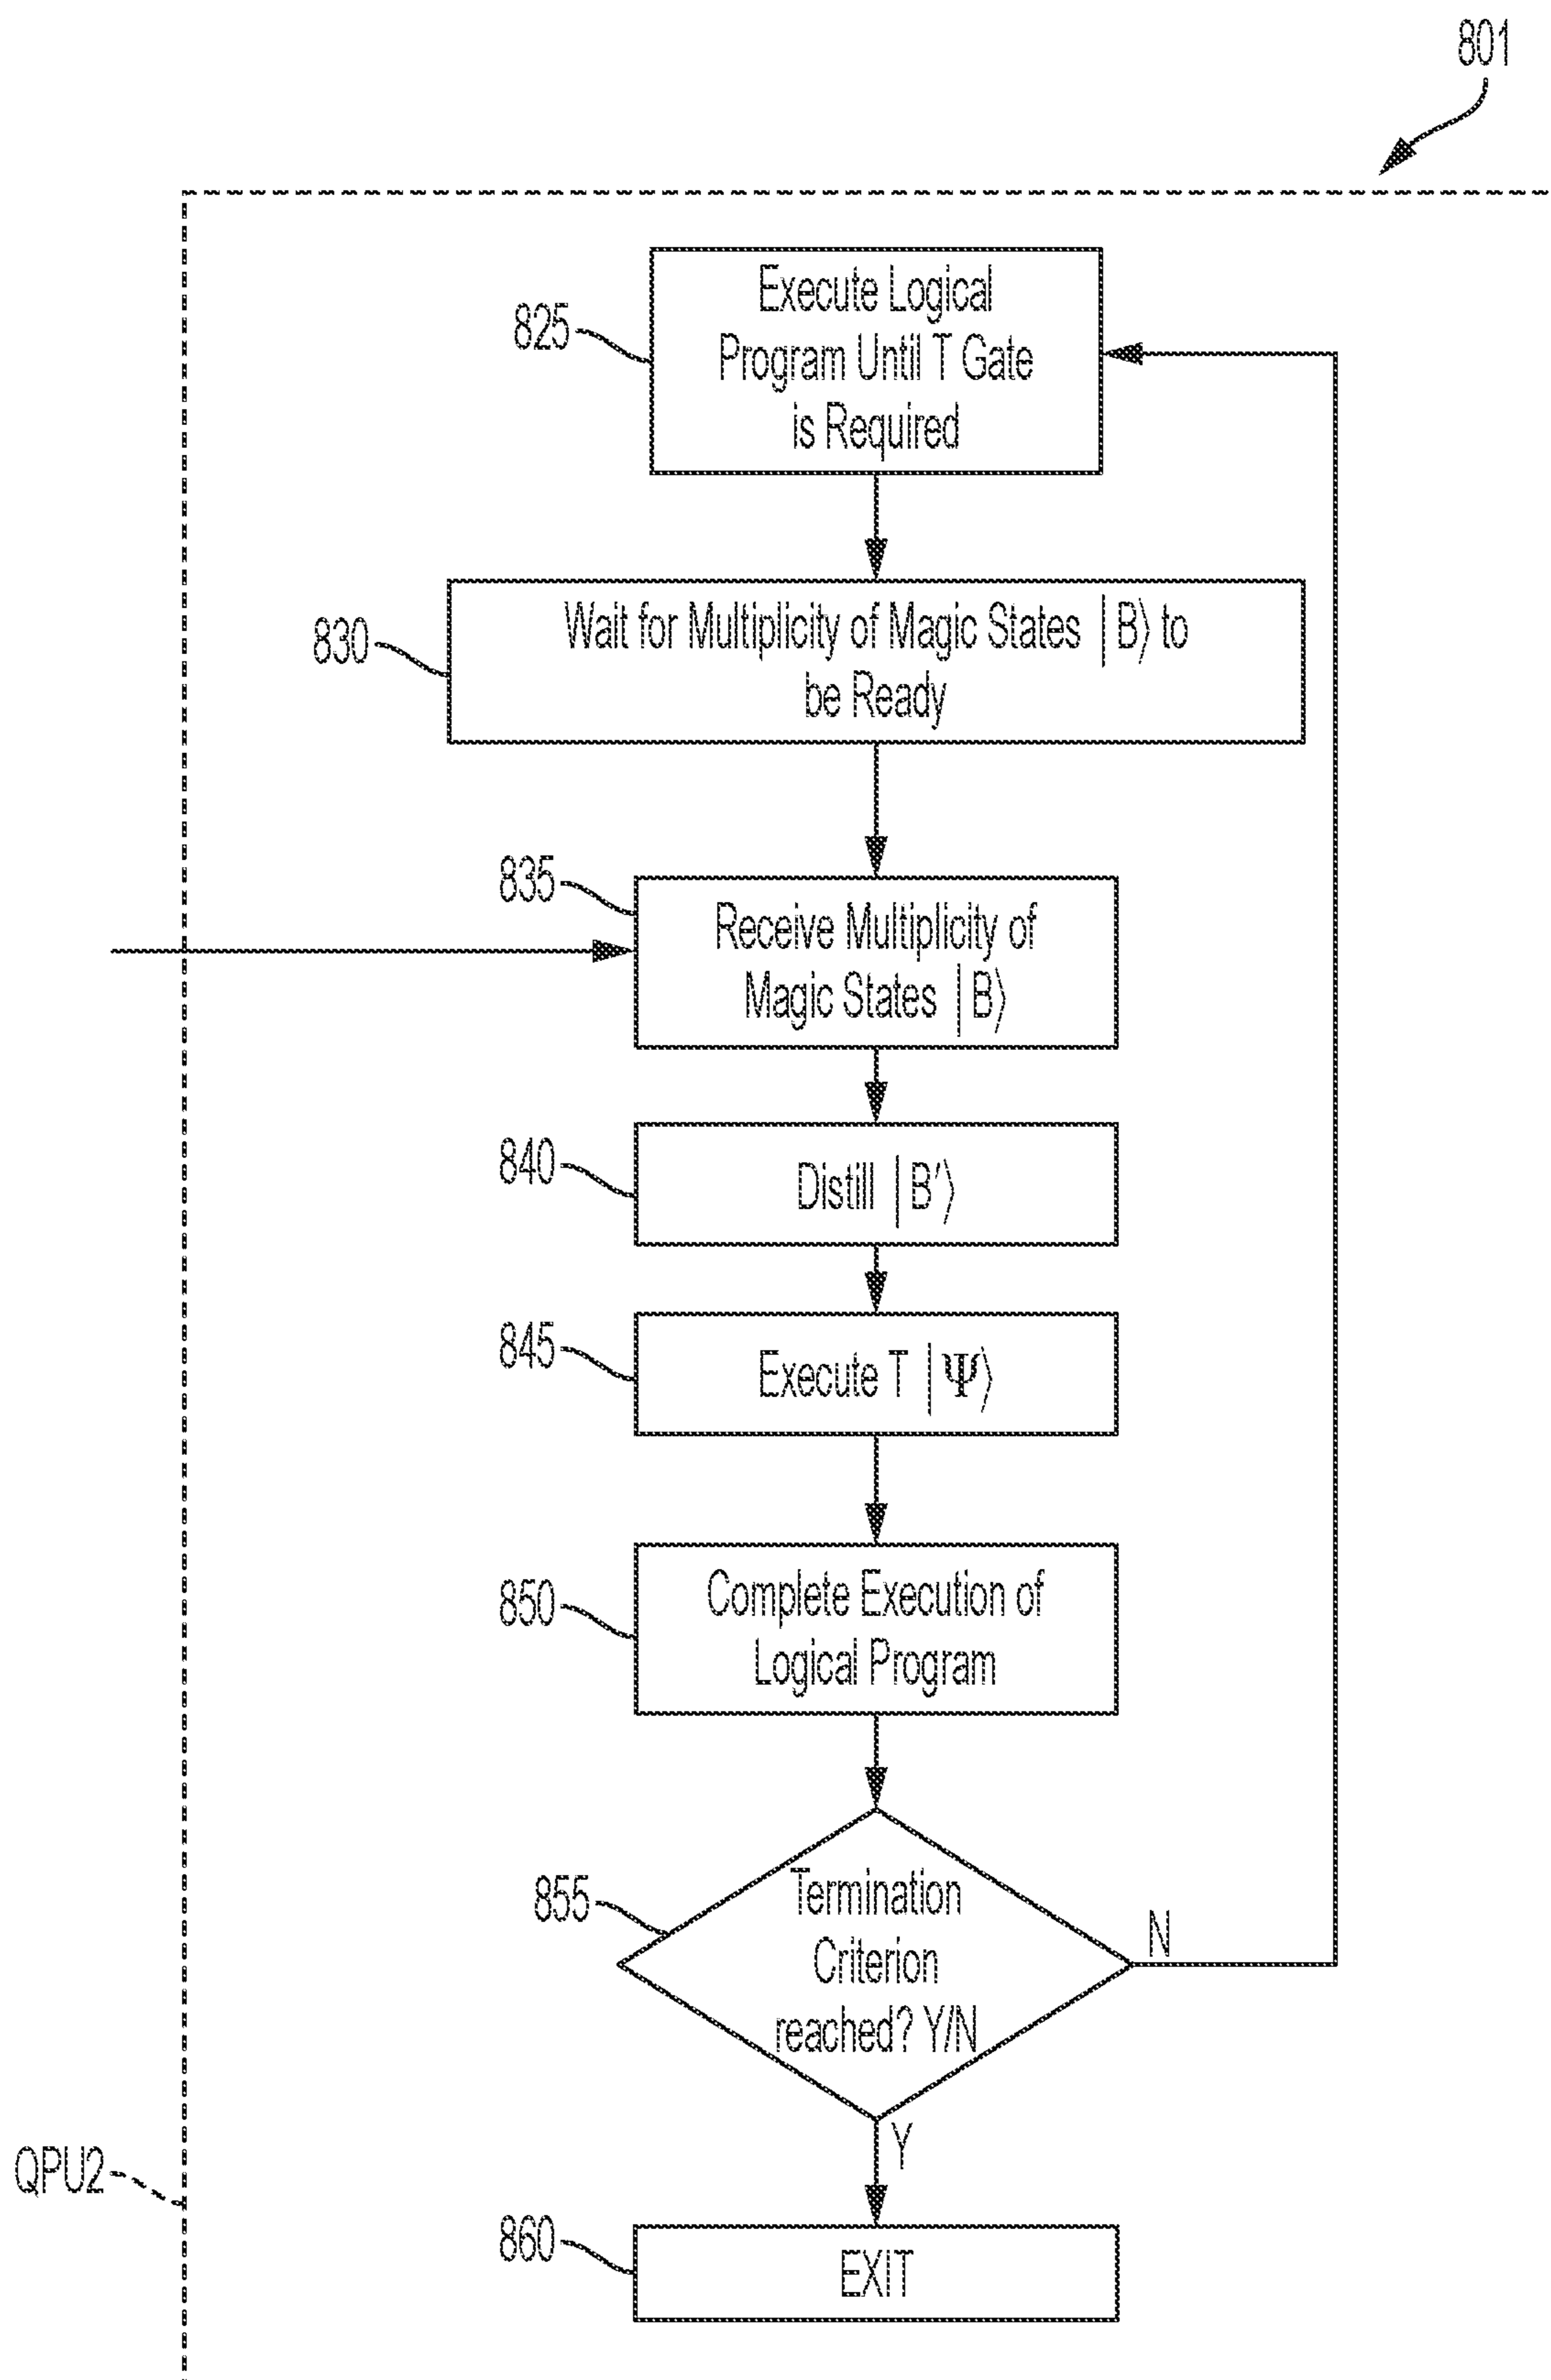 801
825
Execute Logical
Program Until T Gate
is Required
830
Wait for Multiplicity of Magic States |B⟩ to
be Ready
835
Receive Multiplicity of
Magic States |B⟩
840
Distill |B′⟩
845
Execute T |Ψ⟩
850
Complete Execution of
Logical Program
855
Termination
Criterion
reached? Y/N
N
Y
QPU2
860
EXIT